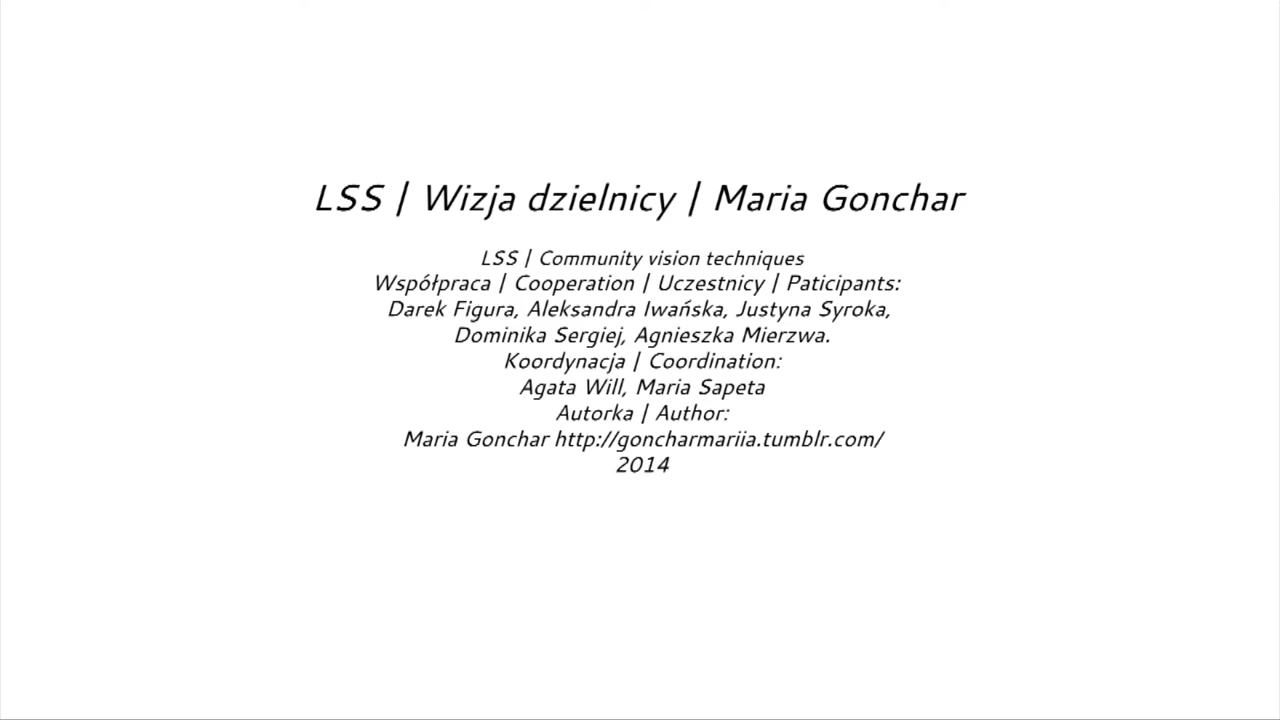 LSS | Wizja dzielnicy | Maria Gonchar
LSS | Community vision techniques
Współpraca | Cooperation | Uczestnicy | Paticipants:
Darek Figura, Aleksandra Iwańska, Justyna Syroka,
Dominika Sergiej, Agnieszka Mierzwa.
Koordynacja | Coordination:
Agata Will, Maria Sapeta
Autorka | Author:
Maria Gonchar http://goncharmariia.tumblr.com/
2014